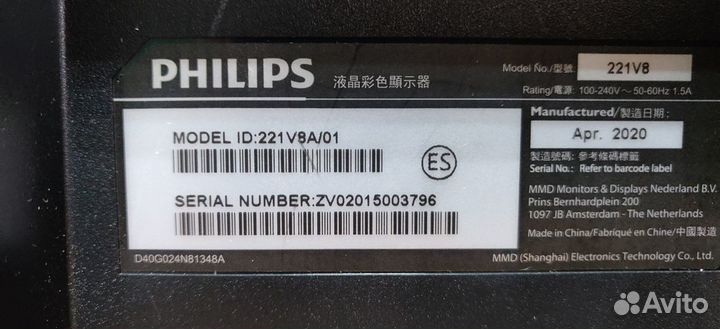 PHILIPS 液晶彩色顯示器
MODEL ID:221V8A/01
ES
SERIAL NUMBER:ZV02015003796
D40G024N81348A
Model No./型號: 221V8
Rating/電源: 100-240V~50-60Hz 1.5A
Manufactured/製造日期:
Apr. 2020
製造號碼: 參考條碼標籤
Serial No.: Refer to barcode label
MMD Monitors & Displays Nederland B.V.
Prins Bernhardplein 200
1097 JB Amsterdam - The Netherlands
Made in China/Fabriqué en Chine/中國製造
MMD (Shanghai) Electronics Technology Co., Ltd.
Avito